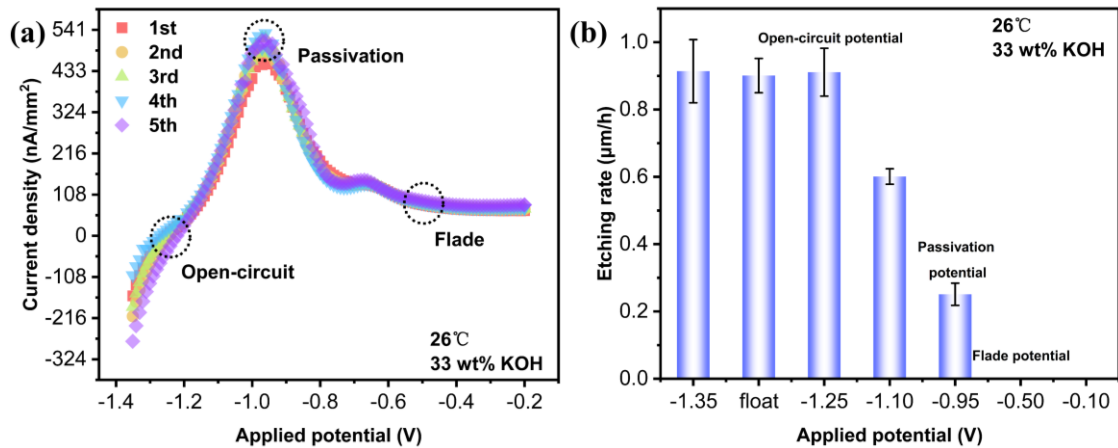 (a)
1st
2nd
3rd
4th
5th
Passivation
Open-circuit
Flade
26℃
33 wt% KOH
Current density (nA/mm²)
541
433
324
216
108
0
-108
-216
-324
-1.4 -1.2 -1.0 -0.8 -0.6 -0.4 -0.2
Applied potential (V)
(b)
26℃
33 wt% KOH
Open-circuit potential
Passivation
potential
Flade potential
Etching rate (μm/h)
1.0
0.8
0.6
0.4
0.2
0.0
-1.35 float -1.25 -1.10 -0.95 -0.50 -0.10
Applied potential (V)